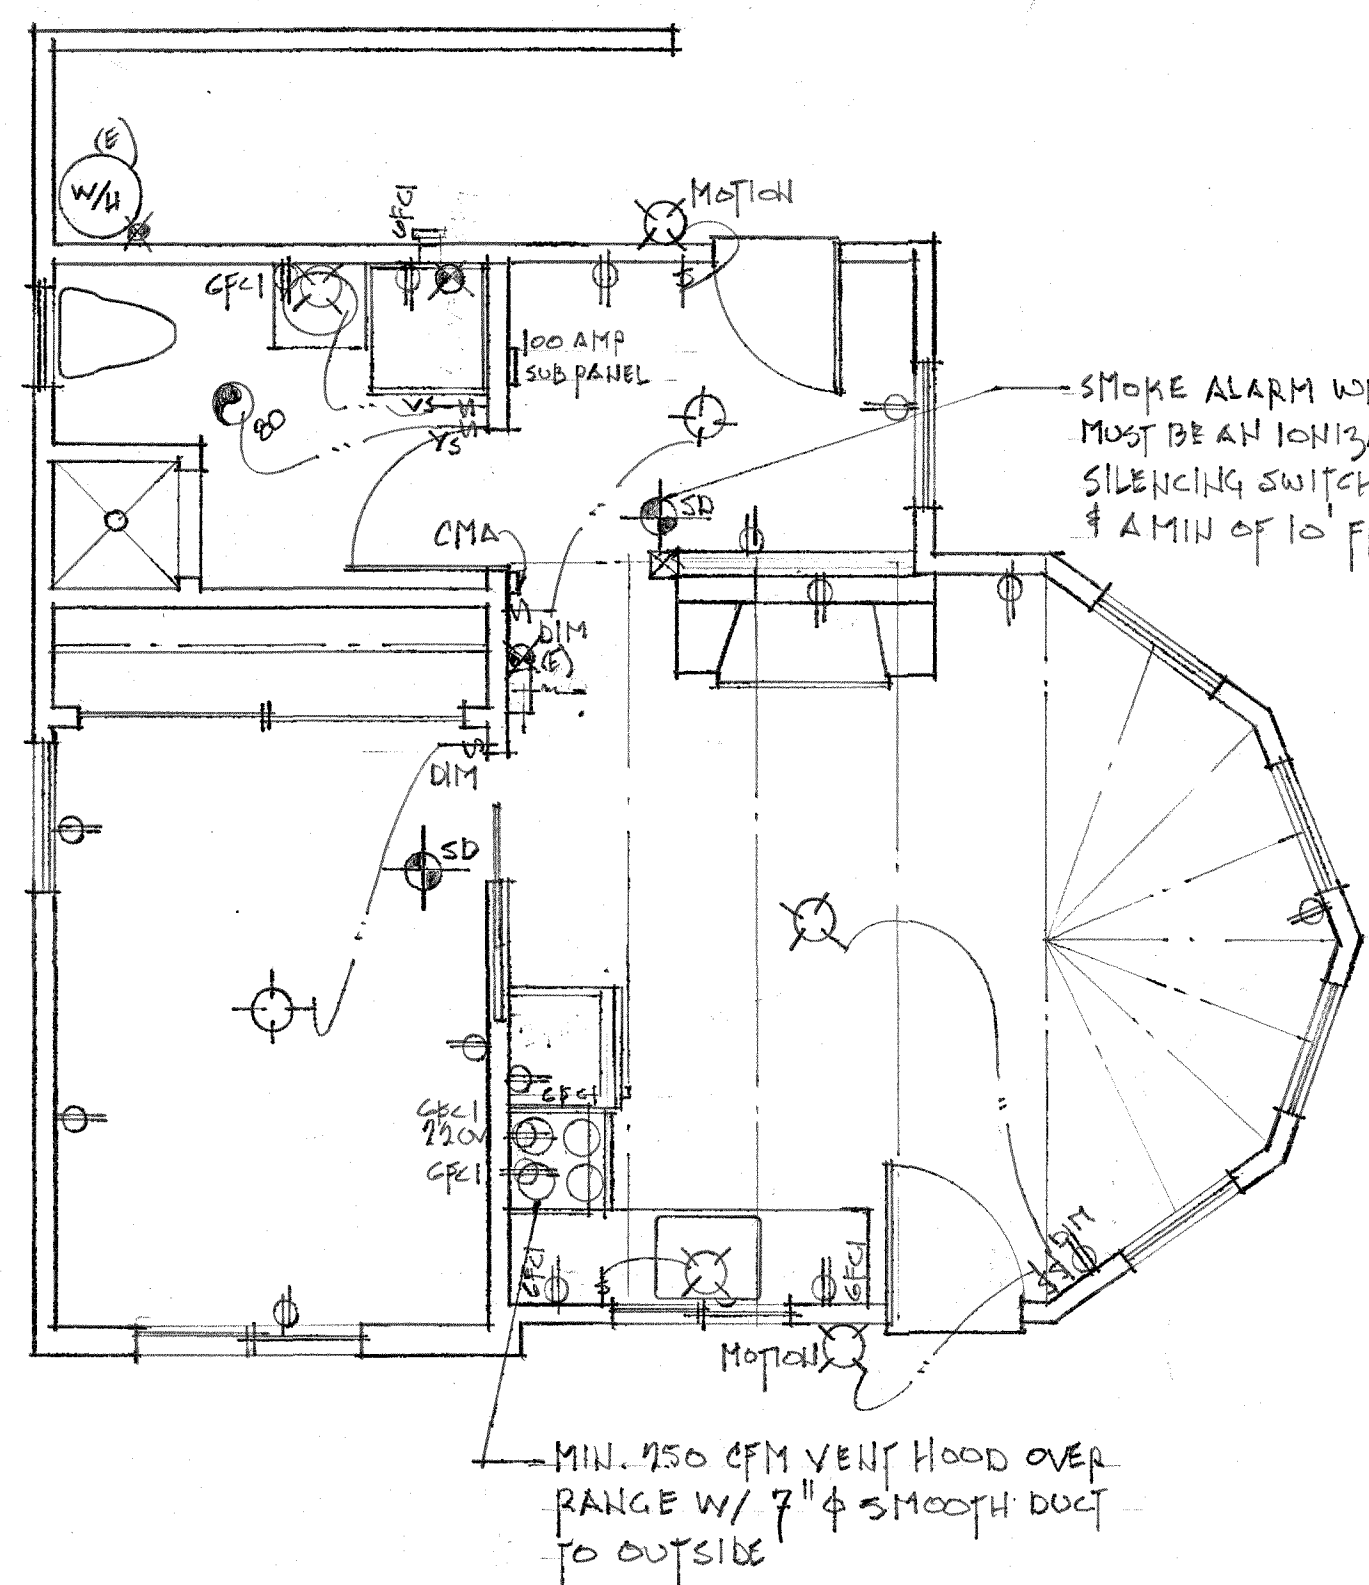 (E)
W/H
GFCI
MOTION
GFCI
S
100 AMP
SUB PANEL
VS
VS
80
SMOKE ALARM
MUST BE AN
SILENCING SWITCH
& A MIN OF 10'
SD
CMA
S
DIM
(E)
S
DIM
SD
GFCI
GFCI
220V
GFCI
GFCI
S
GFCI
DIM
MOTION
MIN. 250 CFM VENT HOOD OVER
RANGE W/ 7" ϕ SMOOTH DUCT
TO OUTSIDE